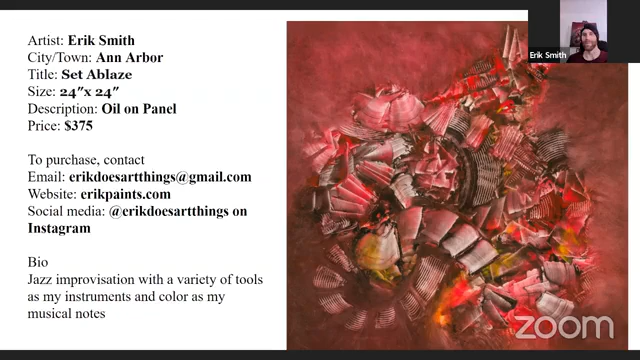 Artist: Erik Smith
City/Town: Ann Arbor
Title: Set Ablaze
Size: 24″x 24″
Description: Oil on Panel
Price: $375
To purchase, contact
Email: erikdoesartthings@gmail.com
Website: erikpaints.com
Social media: @erikdoesartthings on
Instagram
Bio
Jazz improvisation with a variety of tools
as my instruments and color as my
musical notes
Erik Smith
zoom